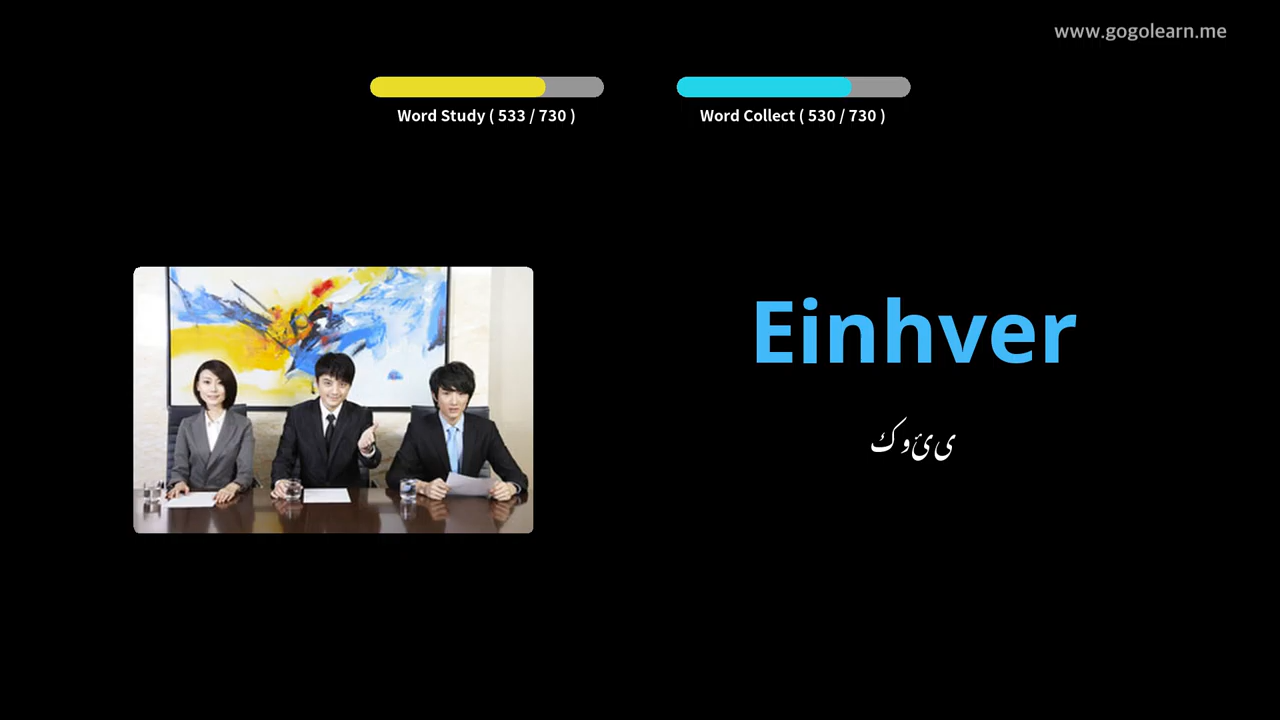 www.gogolearn.me
Word Study ( 533 / 730 )
Word Collect ( 530 / 730 )
Einhver
ی ئ و ک